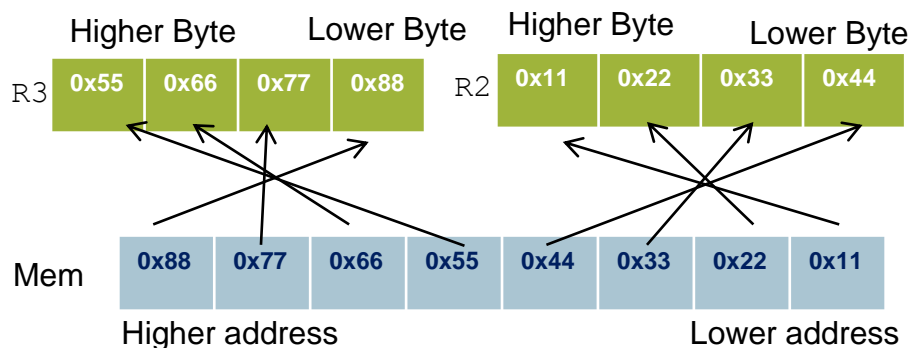 Higher Byte Lower Byte Higher Byte Lower Byte
R3 0x55 0x66 0x77 0x88 R2 0x11 0x22 0x33 0x44
Mem 0x88 0x77 0x66 0x55 0x44 0x33 0x22 0x11
Higher address Lower address